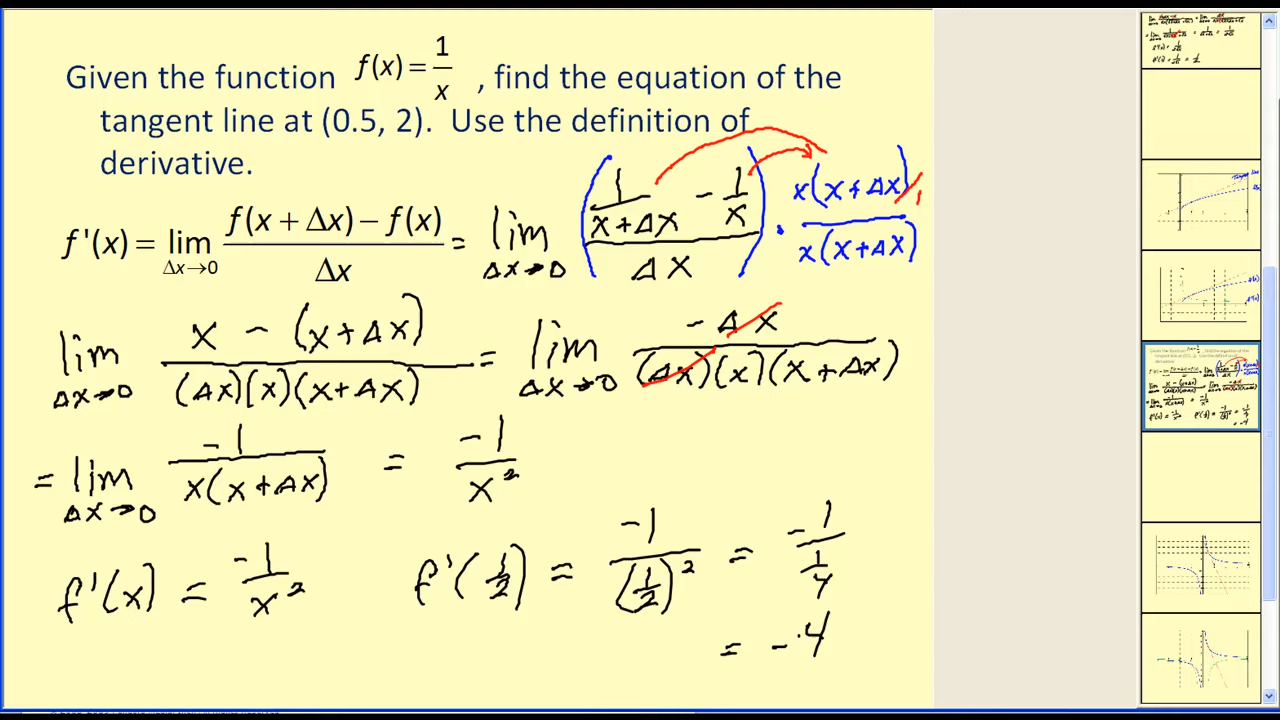 Given the function f(x) = 1/x , find the equation of the
tangent line at (0.5, 2). Use the definition of
derivative.
f'(x) = lim Δx→0 (f(x + Δx) − f(x))/Δx = lim Δx→0 ((1/(x+Δx) − 1/x)/Δx) · (x(x+Δx)/1)/(x(x+Δx))
lim Δx→0 (x − (x+Δx))/((Δx)(x)(x+Δx)) = lim Δx→0 (−Δx)/((Δx)(x)(x+Δx))
= lim Δx→0 −1/(x(x+Δx)) = −1/x²
f'(x) = −1/x² f'(1/2) = −1/(1/2)² = −1/(1/4)
= −4